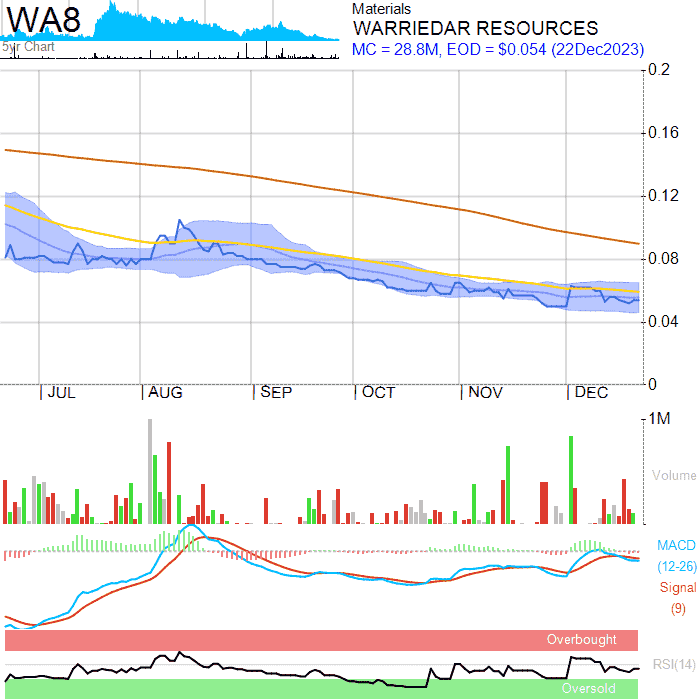 WA8
5yr Chart
Materials
WARRIEDAR RESOURCES
MC = 28.8M, EOD = $0.054 (22Dec2023)
0.2
0.16
0.12
0.08
0.04
0
JUL AUG SEP OCT NOV DEC
1M
Volume
MACD
(12-26)
Signal
(9)
Overbought
RSI(14)
Oversold